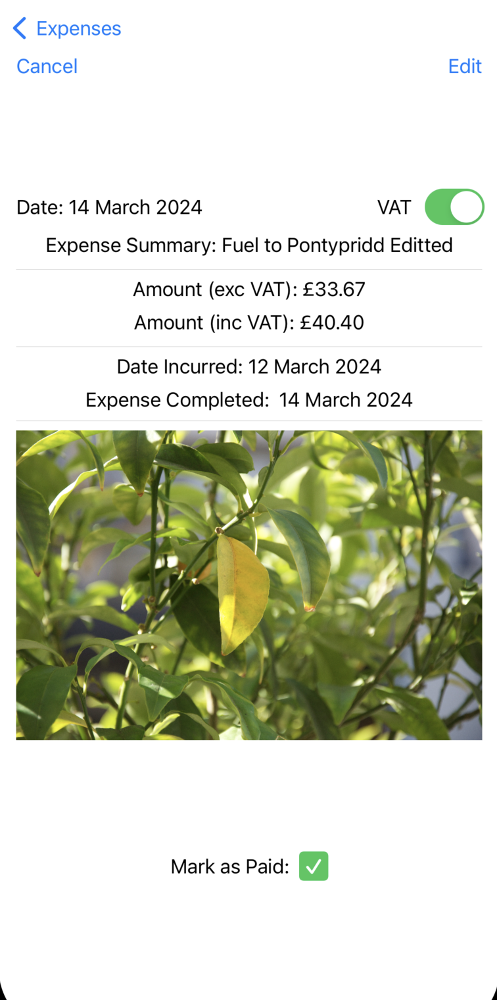 Expenses
Cancel Edit
Date: 14 March 2024 VAT
Expense Summary: Fuel to Pontypridd Editted
Amount (exc VAT): £33.67
Amount (inc VAT): £40.40
Date Incurred: 12 March 2024
Expense Completed: 14 March 2024
Mark as Paid: